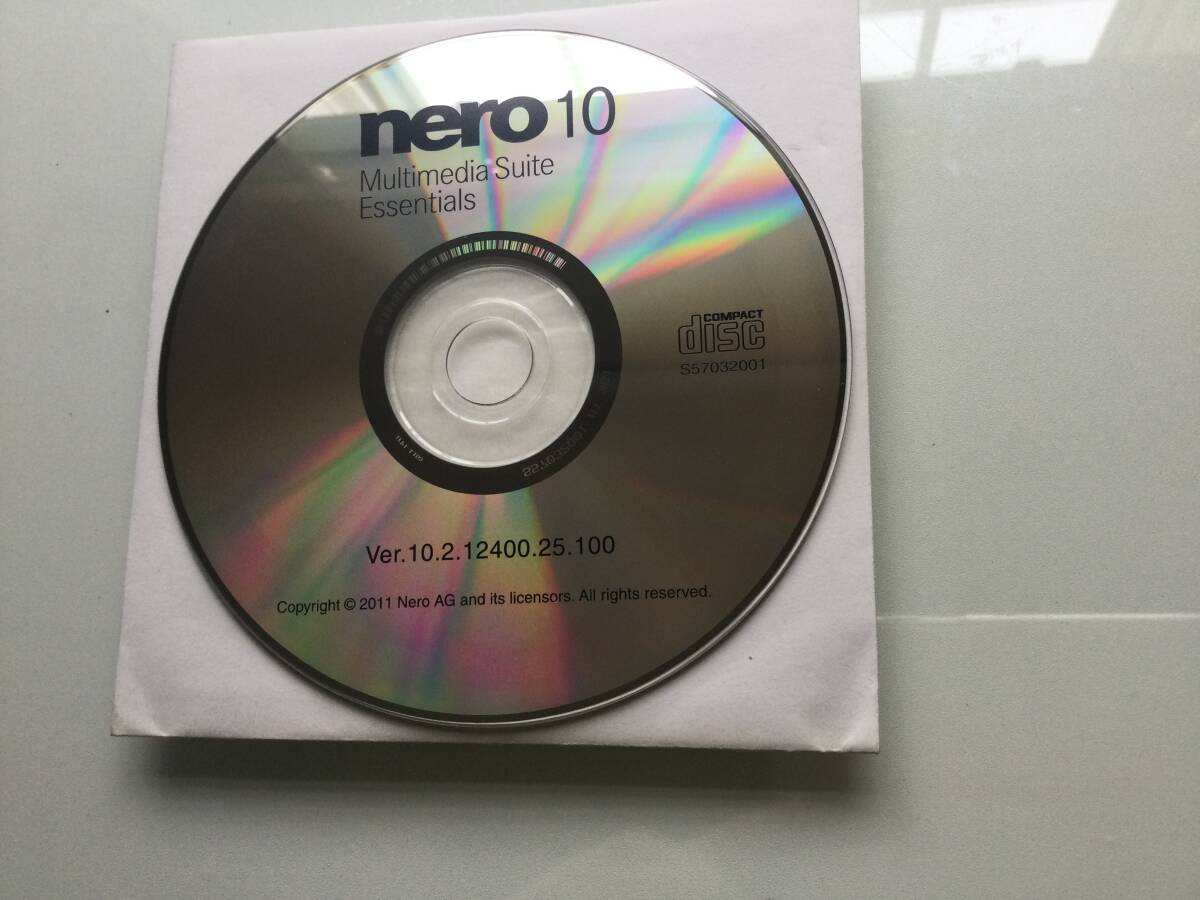 nero 10
Multimedia Suite
Essentials
COMPACT
disc
S57032001
Ver.10.2.12400.25.100
Copyright © 2011 Nero AG and its licensors. All rights reserved.